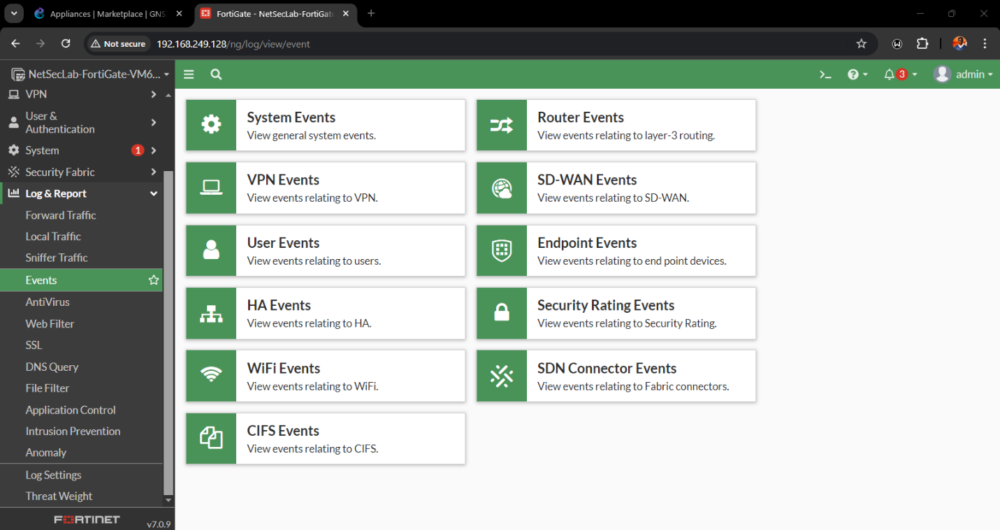 Appliances | Marketplace | GNS
FortiGate - NetSecLab-FortiGate
Not secure
192.168.249.128/ng/log/view/event
NetSecLab-FortiGate-VM6...
3
admin
VPN
User &
Authentication
System
1
Security Fabric
Log & Report
Forward Traffic
Local Traffic
Sniffer Traffic
Events
AntiVirus
Web Filter
SSL
DNS Query
File Filter
Application Control
Intrusion Prevention
Anomaly
Log Settings
Threat Weight
FORTINET
v7.0.9
System Events
View general system events.
Router Events
View events relating to layer-3 routing.
VPN Events
View events relating to VPN.
SD-WAN Events
View events relating to SD-WAN.
User Events
View events relating to users.
Endpoint Events
View events relating to end point devices.
HA Events
View events relating to HA.
Security Rating Events
View events relating to Security Rating.
WiFi Events
View events relating to WiFi.
SDN Connector Events
View events relating to Fabric connectors.
CIFS Events
View events relating to CIFS.